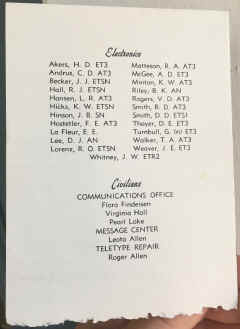 Electronics
Akers, H. D. ET3 Matteson, R. A. AT3
Andrus, C. D. AT3 McGee, A. D. ET3
Becker, J. J. ETSN Minton, K. W. AT3
Hall, R. J. ETSN Riley, B. K. AN
Hansen, L. R. AT3 Rogers, V. D. AT3
Hicks, K. W. ETSN Smith, B. D. AT3
Hinson, J. B. SN Smith, D. D. ETS1
Hostetler, F. E. AT3 Thayer, D. E. ET3
La Fleur, E. E. Turnbull, G. (n) ET3
Lee, D. J. AN Walker, T. A. AT3
Lorenz, R. O. ETSN Weaver, J. E. ET3
Whitney, J. W. ETR2
Civilians
COMMUNICATIONS OFFICE
Flora Findeisen
Virginia Hall
Pearl Lake
MESSAGE CENTER
Leota Allen
TELETYPE REPAIR
Roger Allen